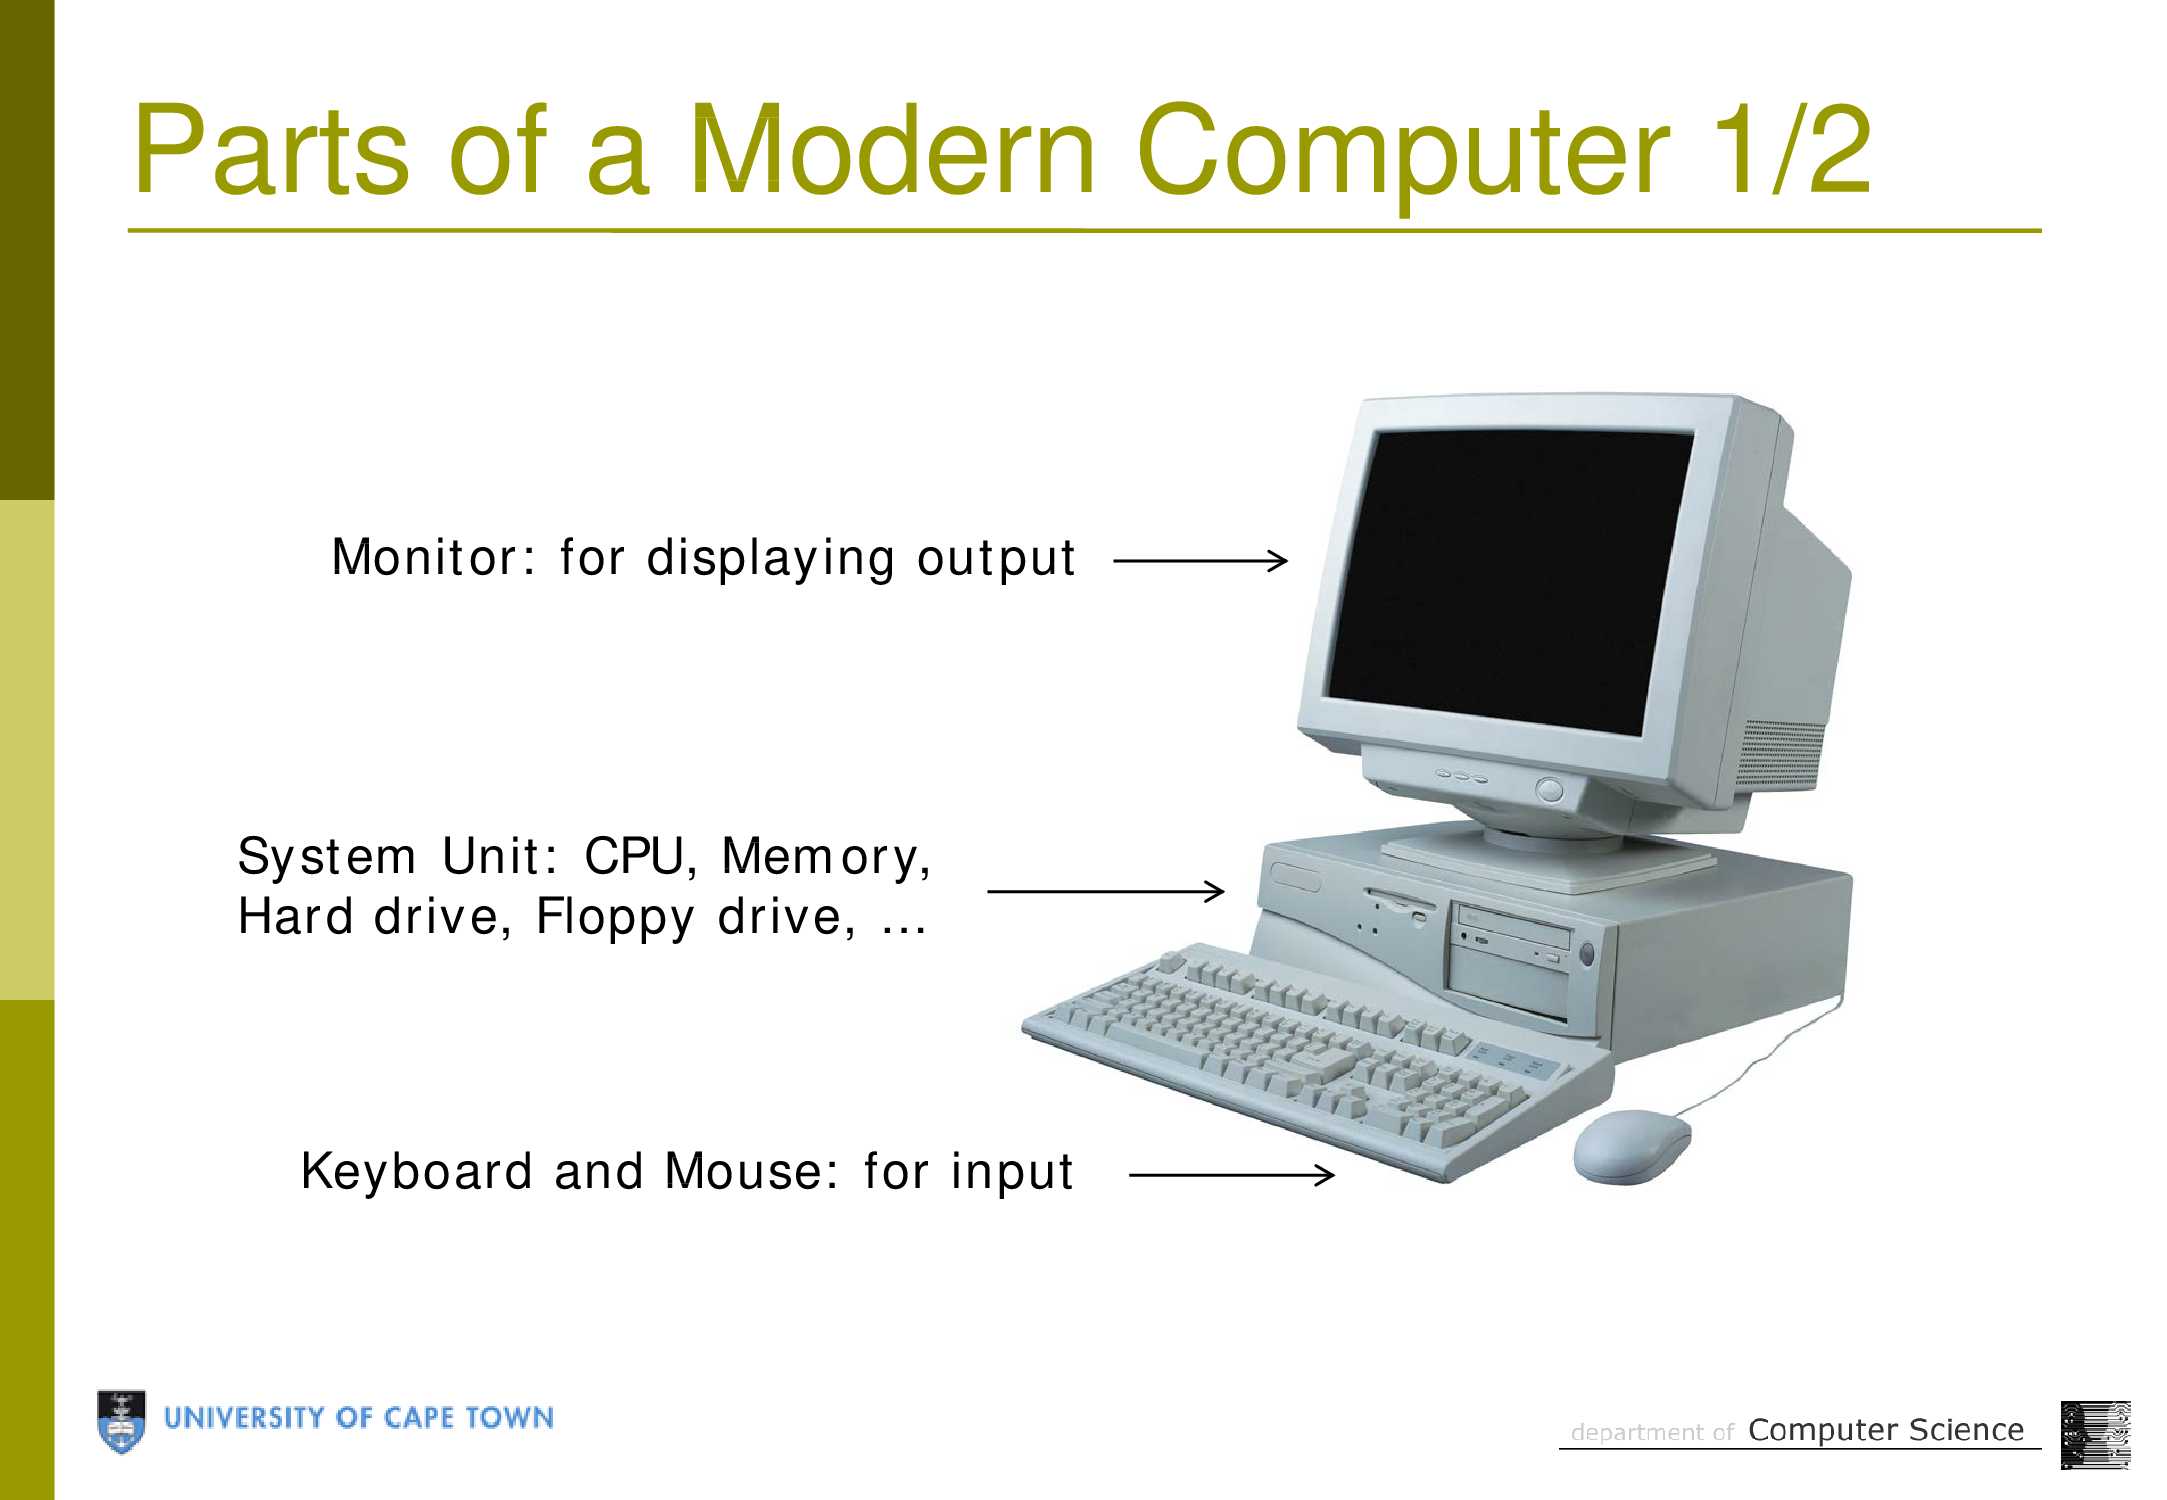 Parts of a Modern Computer 1/2
Monitor: for displaying output
System Unit: CPU, Memory,
Hard drive, Floppy drive, ...
Keyboard and Mouse: for input
UNIVERSITY OF CAPE TOWN
department of Computer Science